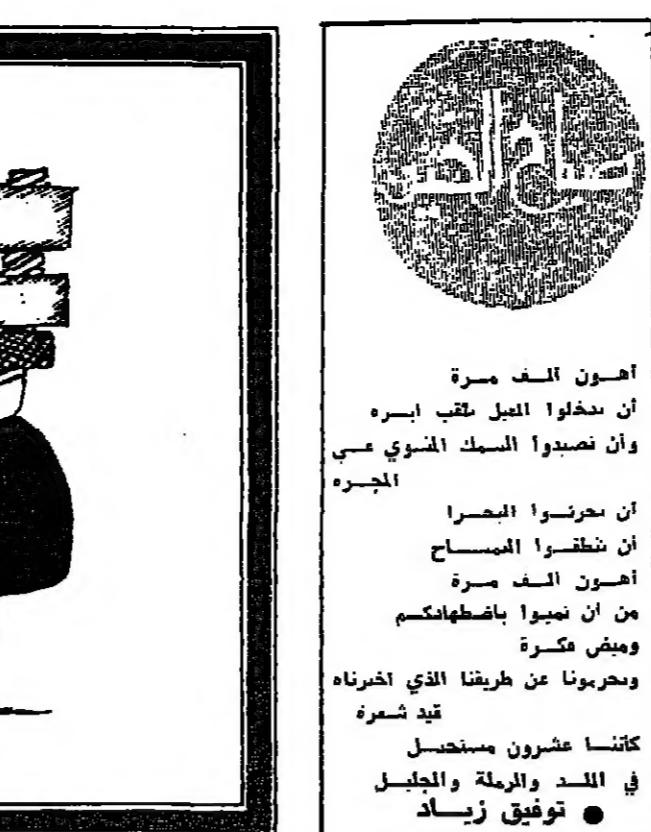 أهون ألف مرة
أن تدخلوا الفيل بثقب ابره
وأن تصيدوا السمك المشوي في
المجره
أن تحرثوا البحرا
أن تنطقوا التمساح
أهون ألف مرة
من أن تميتوا باضطهادكم
وميض فكرة
وتحرفونا عن طريقنا الذي اخترناه
قيد شعرة
كأننا عشرون مستحيل
في اللد والرملة والجليل
● توفيق زياد